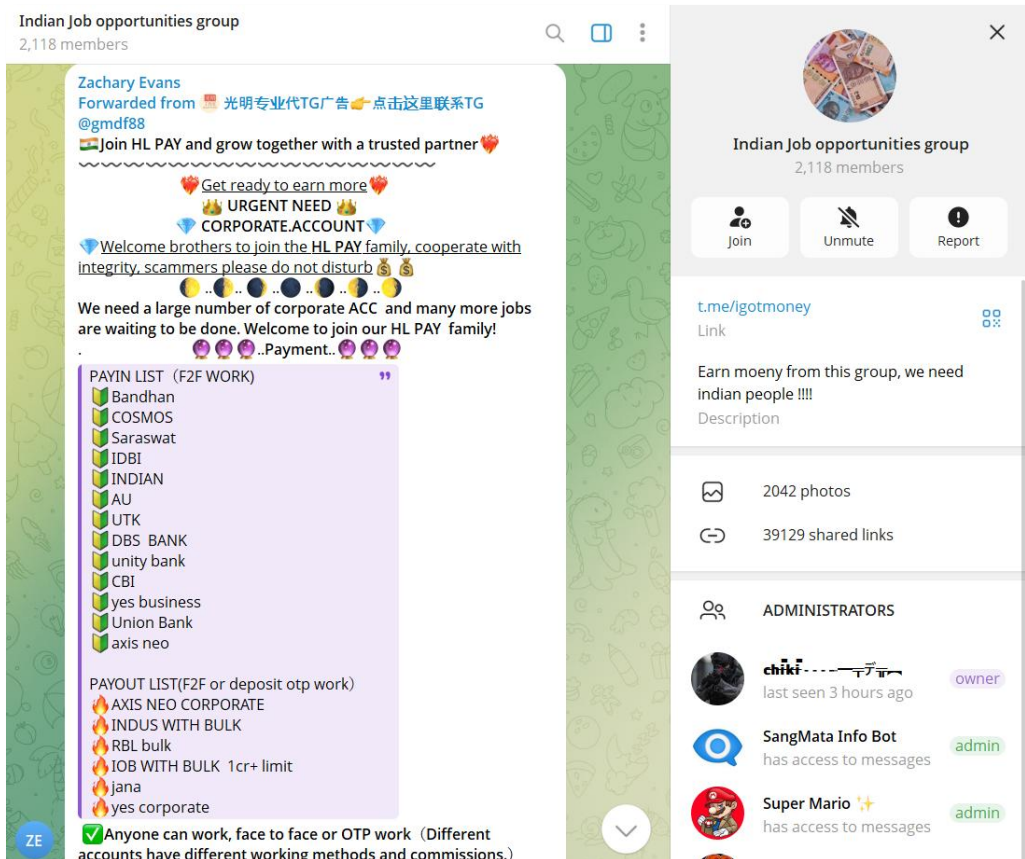 Indian Job opportunities group
2,118 members
Zachary Evans
Forwarded from 光明专业代TG广告👉点击这里联系TG
@gmdf88
🇮🇳Join HL PAY and grow together with a trusted partner❤️‍🔥
❤️‍🔥Get ready to earn more❤️‍🔥
👑 URGENT NEED 👑
💎 CORPORATE.ACCOUNT💎
💎Welcome brothers to join the HL PAY family, cooperate with
integrity, scammers please do not disturb💰 💰
🌔..🌓..🌒..🌑..🌘..🌗..🌖
We need a large number of corporate ACC and many more jobs
are waiting to be done. Welcome to join our HL PAY family!
. 🔮🔮🔮..Payment..🔮🔮🔮
PAYIN LIST（F2F WORK)
🔰Bandhan
🔰COSMOS
🔰Saraswat
🔰IDBI
🔰INDIAN
🔰AU
🔰UTK
🔰DBS BANK
🔰unity bank
🔰CBI
🔰yes business
🔰Union Bank
🔰axis neo
PAYOUT LIST(F2F or deposit otp work）
🔥AXIS NEO CORPORATE
🔥INDUS WITH BULK
🔥RBL bulk
🔥IOB WITH BULK 1cr+ limit
🔥jana
🔥yes corporate
✅Anyone can work, face to face or OTP work（Different
accounts have different working methods and commissions.）
ZE
Indian Job opportunities group
2,118 members
Join
Unmute
Report
t.me/igotmoney
Link
Earn moeny from this group, we need
indian people !!!!
Description
2042 photos
39129 shared links
ADMINISTRATORS
chiki
owner
last seen 3 hours ago
SangMata Info Bot
admin
has access to messages
Super Mario ✨
admin
has access to messages